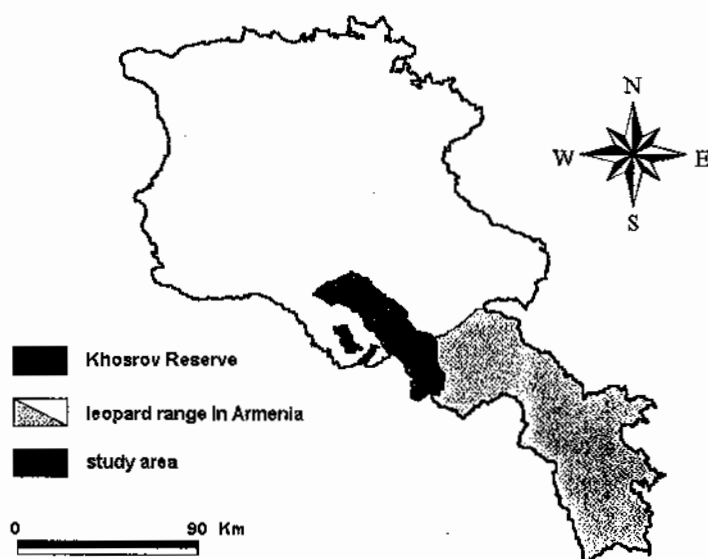 N
W E
S
Khosrov Reserve
leopard range in Armenia
study area
0 90 Km